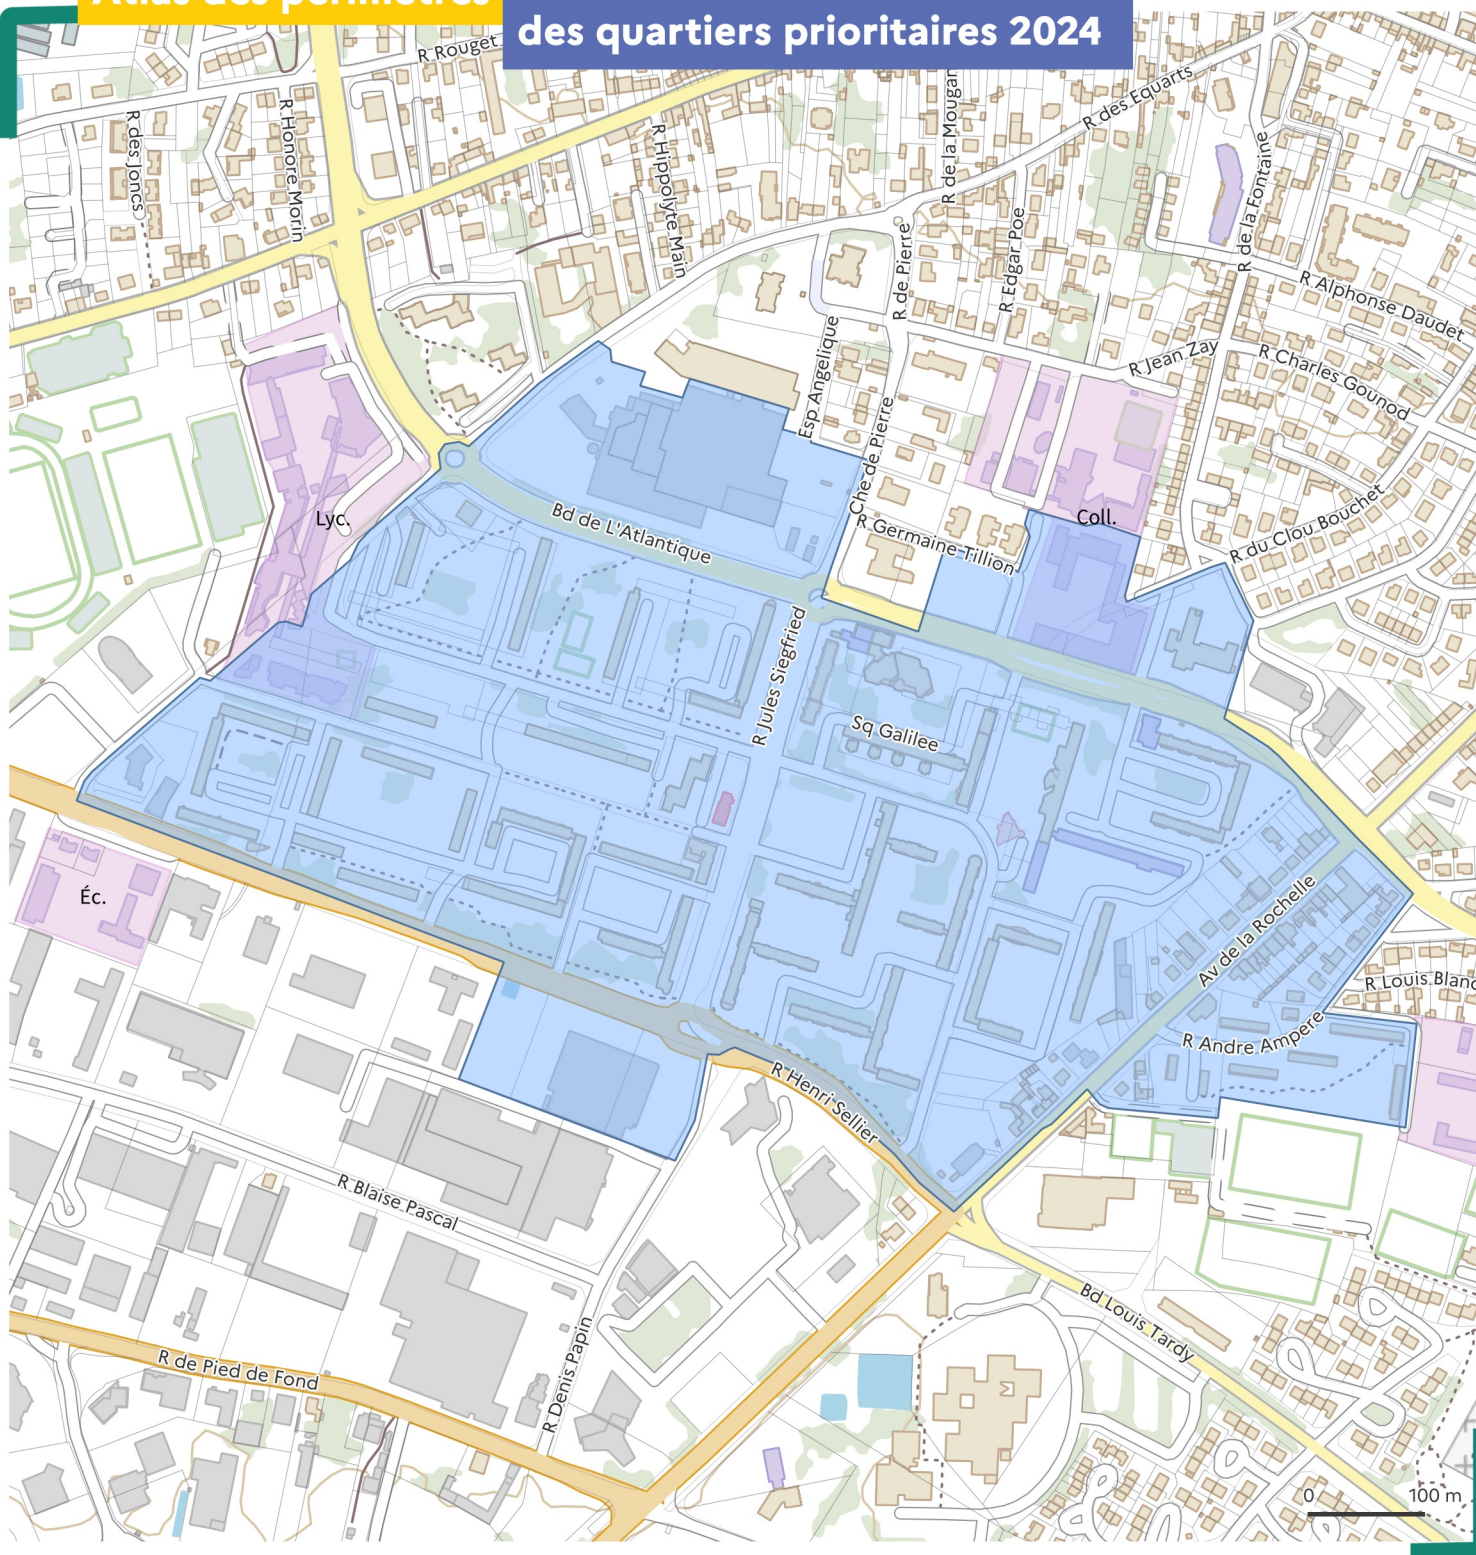 Atlas des périmètres
des quartiers prioritaires 2024
R Rouget
R des Joncs
R Honore Morin
R Hippolyte Main
R de la Mougan
R des Equarts
R de la Fontaine
R de Pierre
R Edgar Poe
R Alphonse Daudet
Esp Angelique
R Jean Zay
R Charles Gounod
Che de Pierre
Lyc.
Bd de L'Atlantique
R Germaine Tillion
Coll.
R du Clou Bouchet
R Jules Siegfried
Sq Galilee
Éc.
Av de la Rochelle
R Louis Blanc
R Andre Ampere
R Henri Sellier
R Blaise Pascal
Bd Louis Tardy
R de Pied de Fond
R Denis Papin
0 100 m